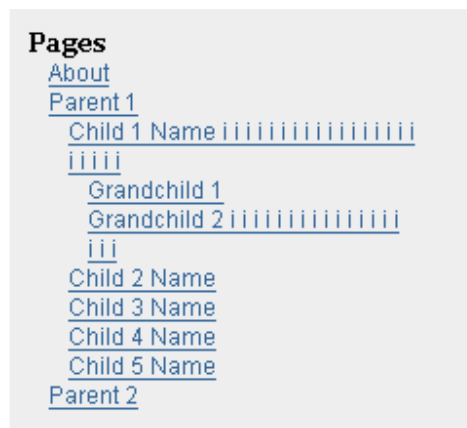 Pages
About
Parent 1
Child 1 Name i i i i i i i i i i i i i i i i i
i i i i i
Grandchild 1
Grandchild 2 i i i i i i i i i i i i i i i
i i i
Child 2 Name
Child 3 Name
Child 4 Name
Child 5 Name
Parent 2